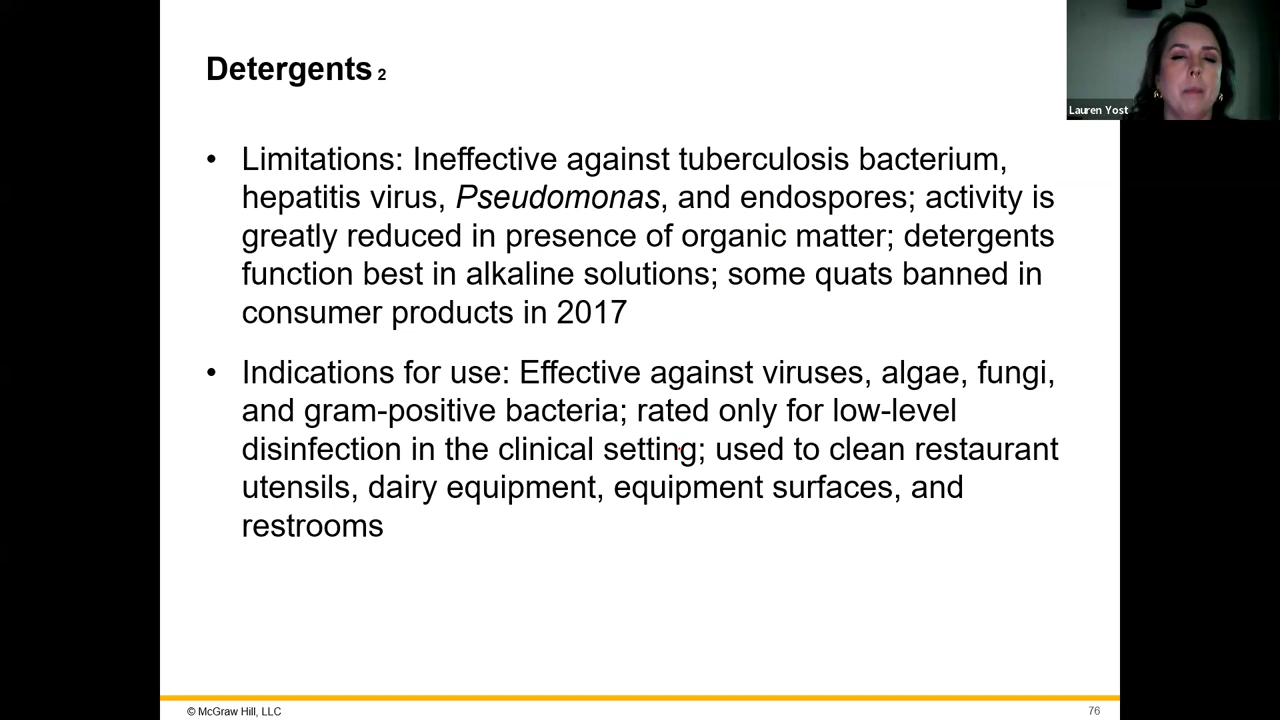 Detergents 2
Lauren Yost
• Limitations: Ineffective against tuberculosis bacterium,
hepatitis virus, Pseudomonas, and endospores; activity is
greatly reduced in presence of organic matter; detergents
function best in alkaline solutions; some quats banned in
consumer products in 2017
• Indications for use: Effective against viruses, algae, fungi,
and gram-positive bacteria; rated only for low-level
disinfection in the clinical setting; used to clean restaurant
utensils, dairy equipment, equipment surfaces, and
restrooms
© McGraw Hill, LLC
76